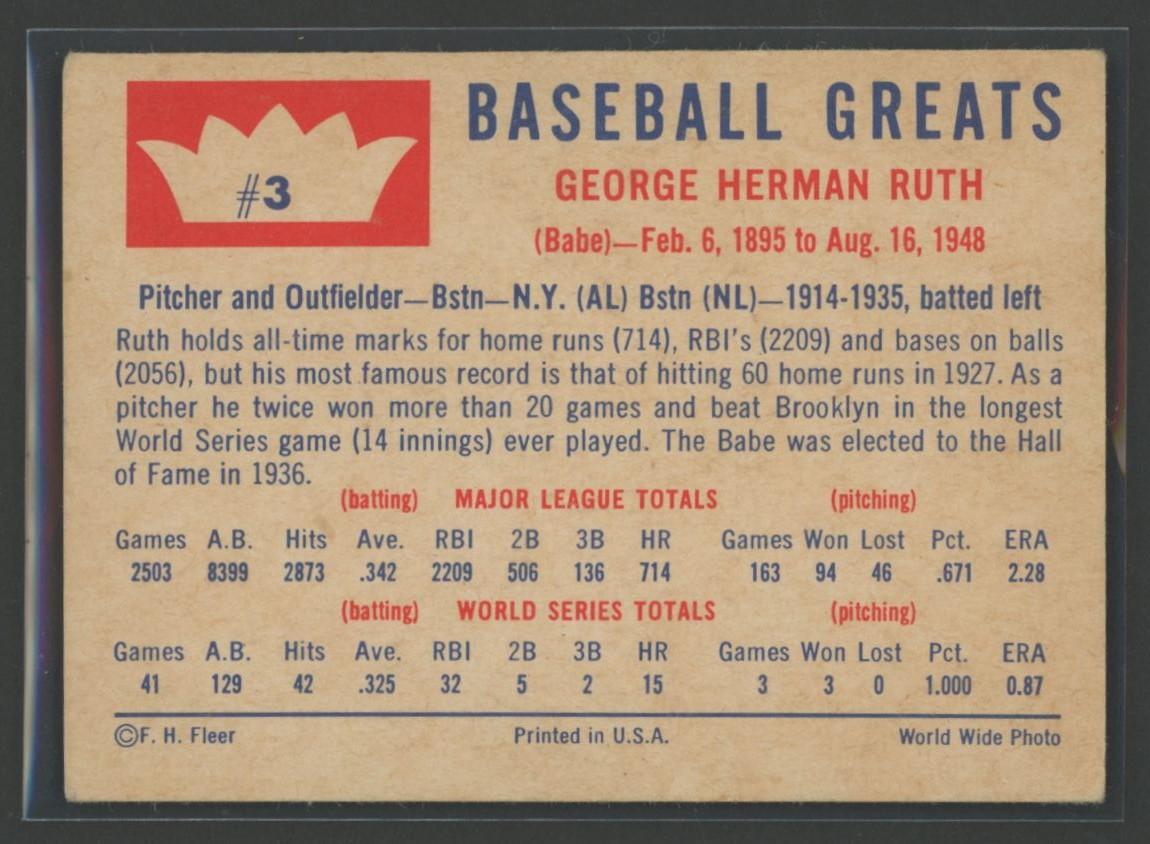 #3
BASEBALL GREATS
GEORGE HERMAN RUTH
(Babe)—Feb. 6, 1895 to Aug. 16, 1948
Pitcher and Outfielder—Bstn—N.Y. (AL) Bstn (NL)—1914-1935, batted left
Ruth holds all-time marks for home runs (714), RBI's (2209) and bases on balls
(2056), but his most famous record is that of hitting 60 home runs in 1927. As a
pitcher he twice won more than 20 games and beat Brooklyn in the longest
World Series game (14 innings) ever played. The Babe was elected to the Hall
of Fame in 1936.
(batting) MAJOR LEAGUE TOTALS (pitching)
Games A.B. Hits Ave. RBI 2B 3B HR Games Won Lost Pct. ERA
2503 8399 2873 .342 2209 506 136 714 163 94 46 .671 2.28
(batting) WORLD SERIES TOTALS (pitching)
Games A.B. Hits Ave. RBI 2B 3B HR Games Won Lost Pct. ERA
41 129 42 .325 32 5 2 15 3 3 0 1.000 0.87
©F. H. Fleer Printed in U.S.A. World Wide Photo